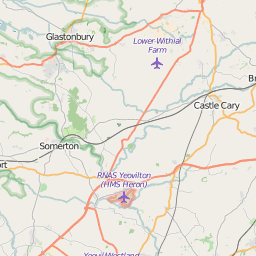 Glastonbury
Lower Withial
Farm
Castle Cary
Somerton
RNAS Yeovilton
(HMS Heron)